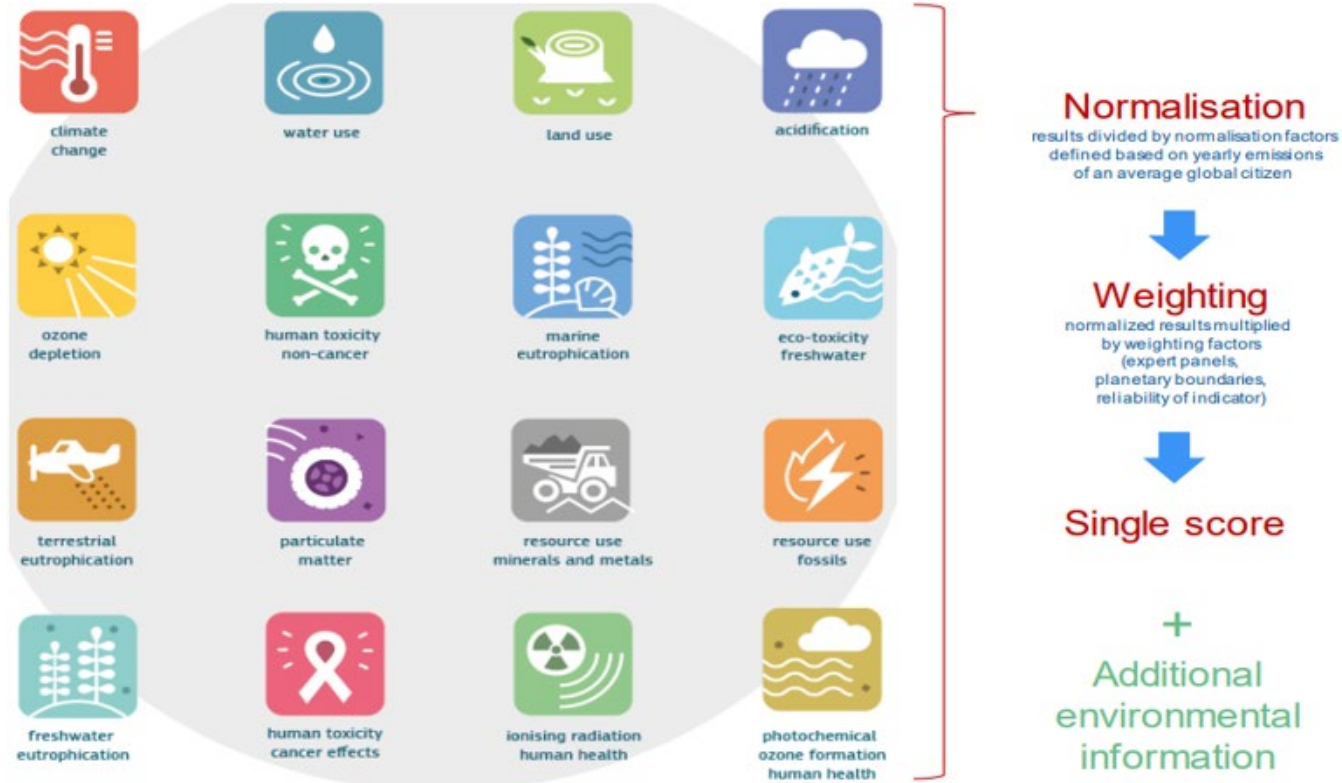 climate
change
water use
land use
acidification
ozone
depletion
human toxicity
non-cancer
marine
eutrophication
eco-toxicity
freshwater
terrestrial
eutrophication
particulate
matter
resource use
minerals and metals
resource use
fossils
freshwater
eutrophication
human toxicity
cancer effects
ionising radiation
human health
photochemical
ozone formation
human health
Normalisation
results divided by normalisation factors
defined based on yearly emissions
of an average global citizen
Weighting
normalized results multiplied
by weighting factors
(expert panels,
planetary boundaries,
reliability of indicator)
Single score
+
Additional
environmental
information